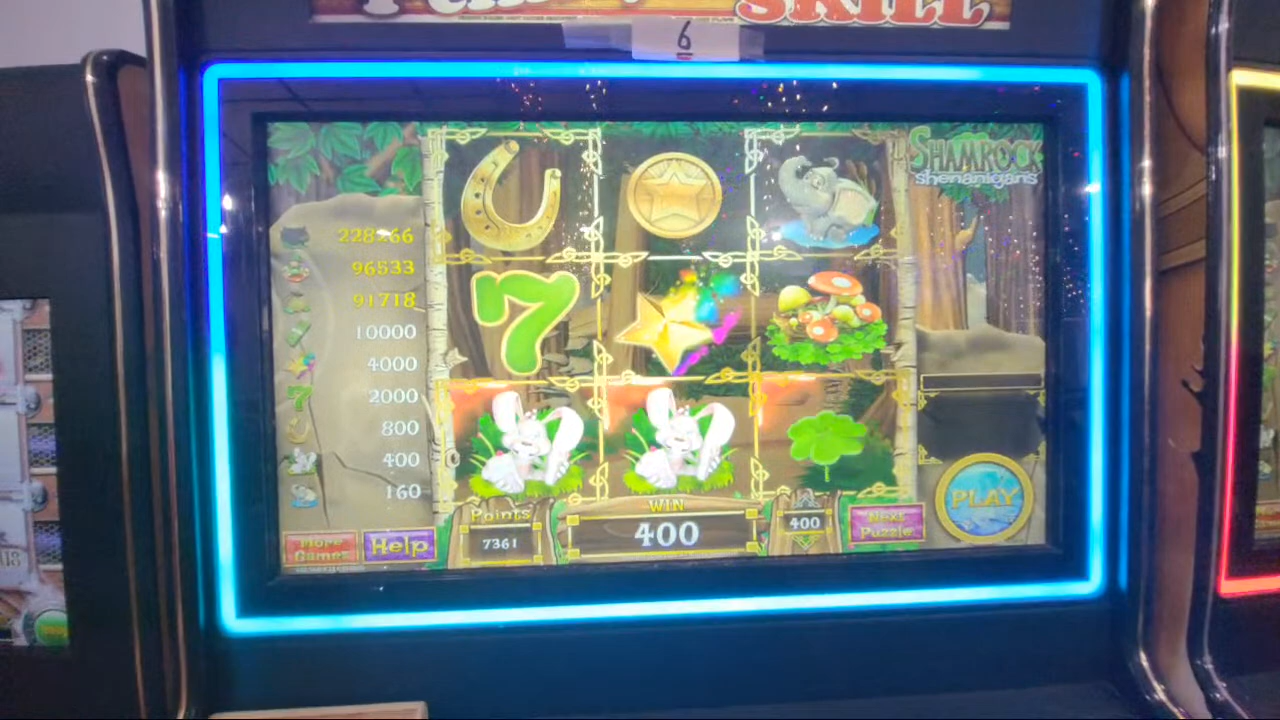 SKILL
6
SHAMROCK
shenanigans
228266
96533
91718
10000
4000
2000
800
400
160
More
Games
Help
Points
7361
WIN
400
400
Next
Puzzle
PLAY